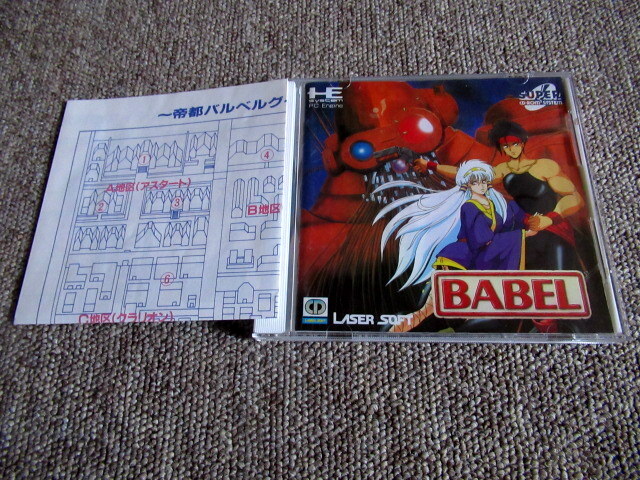 ～帝都バルベルグ～
①
④
A地区(アスタート)
②
③
B地区
⑥
C地区(クラリオン)
HE
SYSTEM
PC Engine
SUPER
CD-ROM² SYSTEM
BABEL
LASER SOFT